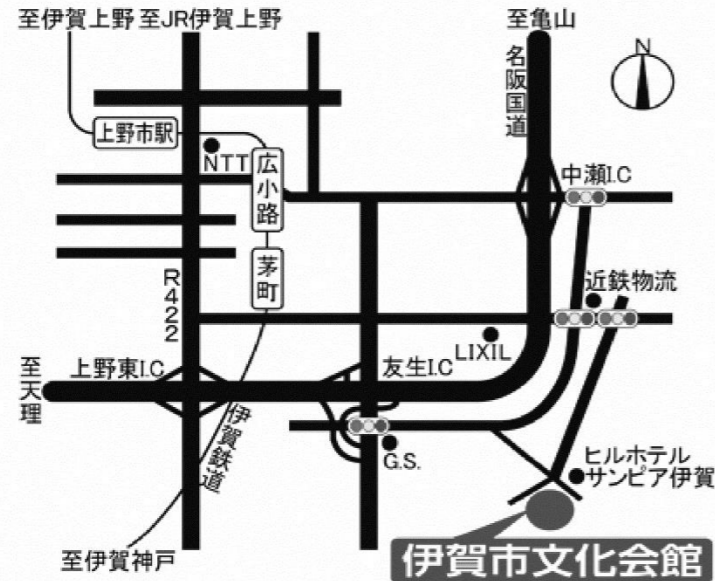 至伊賀上野
至JR伊賀上野
至亀山
名阪国道
N
上野市駅
NTT
広小路
中瀬I.C
茅町
R422
近鉄物流
LIXIL
至天理
上野東I.C
友生I.C
伊賀鉄道
G.S.
ヒルホテル
サンピア伊賀
至伊賀神戸
伊賀市文化会館